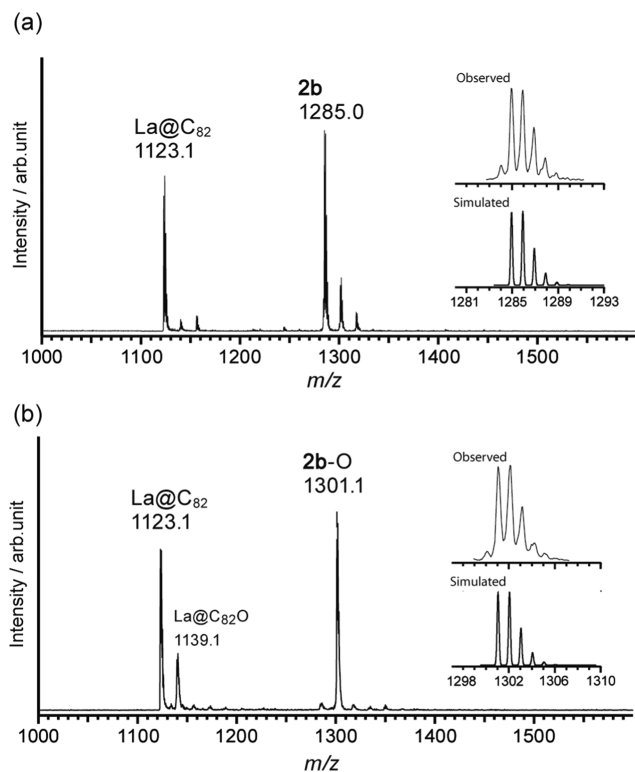 (a)
Intensity / arb.unit
La@C₈₂
1123.1
2b
1285.0
Observed
Simulated
1281 1285 1289 1293
1000 1100 1200 1300 1400 1500
m/z
(b)
Intensity / arb.unit
La@C₈₂
1123.1
La@C₈₂O
1139.1
2b-O
1301.1
Observed
Simulated
1298 1302 1306 1310
1000 1100 1200 1300 1400 1500
m/z